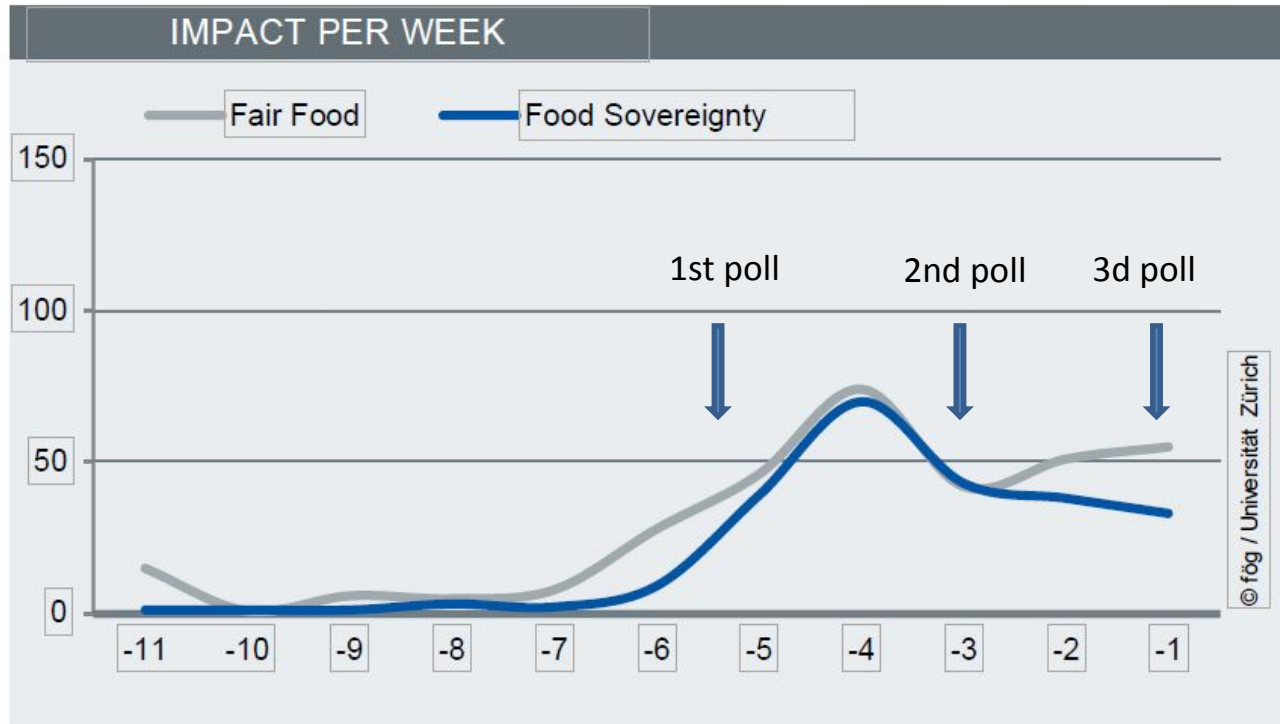 IMPACT PER WEEK
Fair Food
Food Sovereignty
150
1st poll
2nd poll
3d poll
100
50
0
-11
-10
-9
-8
-7
-6
-5
-4
-3
-2
-1
© fög / Universität Zürich